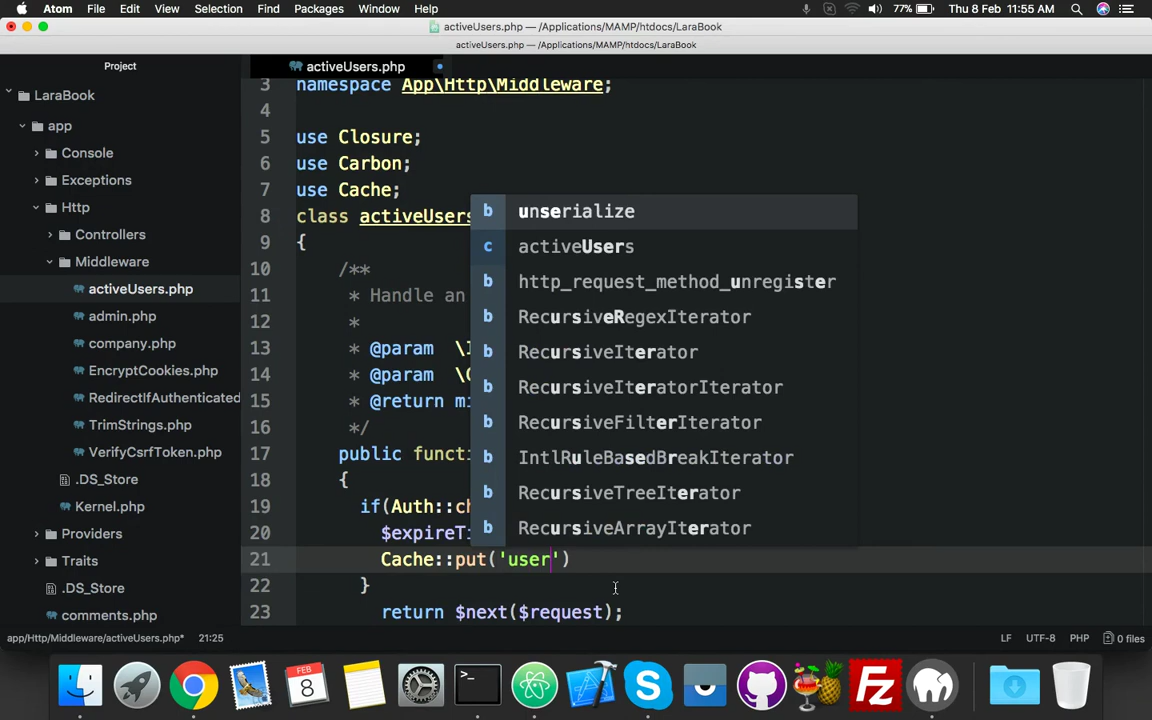 Atom File Edit View Selection Find Packages Window Help 77% Thu 8 Feb 11:55 AM
activeUsers.php — /Applications/MAMP/htdocs/LaraBook
activeUsers.php — /Applications/MAMP/htdocs/LaraBook
Project
LaraBook
app
Console
Exceptions
Http
Controllers
Middleware
activeUsers.php
admin.php
company.php
EncryptCookies.php
RedirectIfAuthenticated
TrimStrings.php
VerifyCsrfToken.php
.DS_Store
Kernel.php
Providers
Traits
.DS_Store
comments.php
activeUsers.php
3 namespace App\Http\Middleware;
4
5 use Closure;
6 use Carbon;
7 use Cache;
8 class activeUsers
9 {
10 /**
11 * Handle an
12 *
13 * @param \I
14 * @param \C
15 * @return mi
16 */
17 public functi
18 {
19 if(Auth::ch
20 $expireTi
21 Cache::put('user')
22 }
23 return $next($request);
b unserialize
c activeUsers
b http_request_method_unregister
b RecursiveRegexIterator
b RecursiveIterator
b RecursiveIteratorIterator
b RecursiveFilterIterator
b IntlRuleBasedBreakIterator
b RecursiveTreeIterator
b RecursiveArrayIterator
app/Http/Middleware/activeUsers.php* 21:25 LF UTF-8 PHP 0 files
FEB
8
>_
Fz